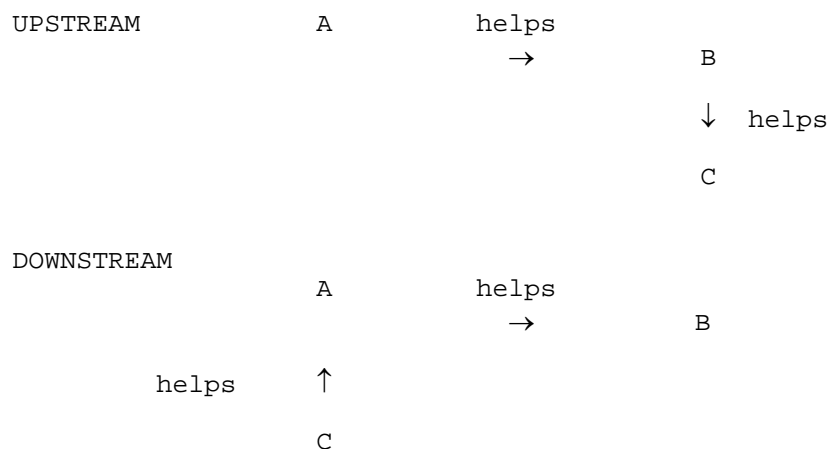 UPSTREAM A helps
→ B
↓ helps
C
DOWNSTREAM
A helps
→ B
helps ↑
C